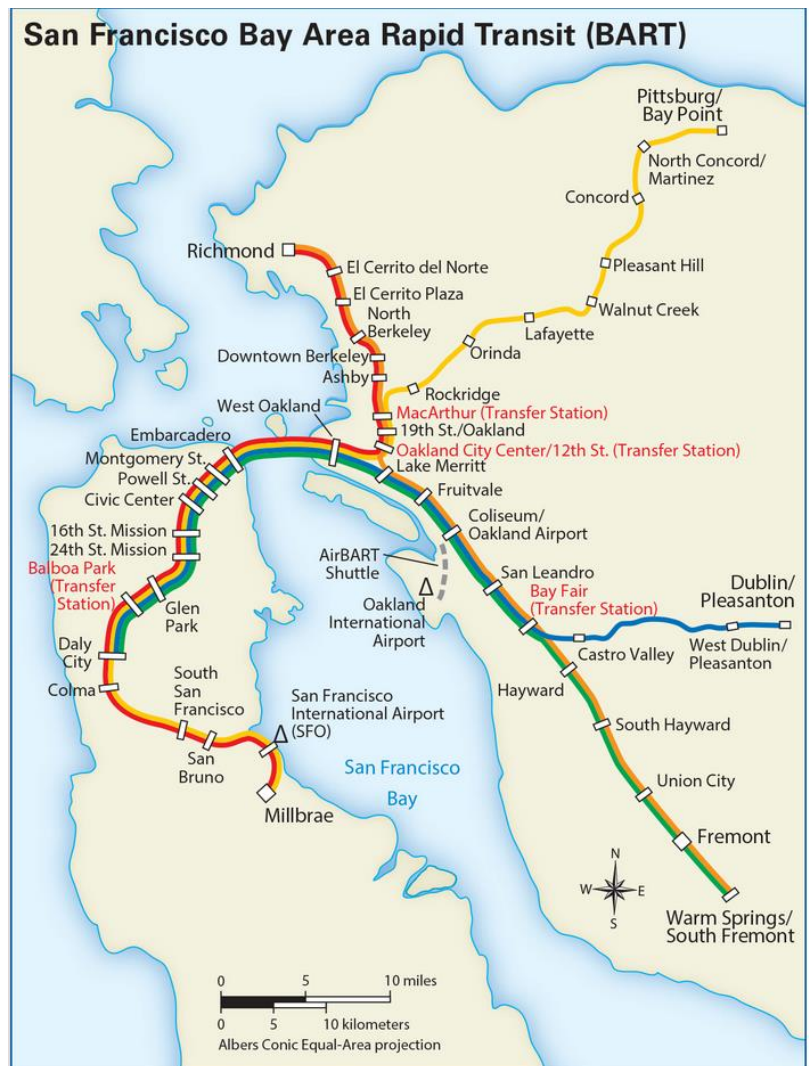 San Francisco Bay Area Rapid Transit (BART)
Pittsburg/
Bay Point
North Concord/
Martinez
Concord
Richmond
El Cerrito del Norte
Pleasant Hill
El Cerrito Plaza
North
Berkeley
Walnut Creek
Lafayette
Downtown Berkeley
Orinda
Ashby
Rockridge
West Oakland
MacArthur (Transfer Station)
19th St./Oakland
Embarcadero
Oakland City Center/12th St. (Transfer Station)
Montgomery St.
Lake Merritt
Powell St.
Fruitvale
Civic Center
Coliseum/
Oakland Airport
16th St. Mission
24th St. Mission
AirBART
Shuttle
Balboa Park
(Transfer
Station)
San Leandro
Bay Fair
(Transfer Station)
Dublin/
Pleasanton
Glen
Park
Oakland
International
Airport
Daly
City
Castro Valley
West Dublin/
Pleasanton
Colma
South
San
Francisco
Hayward
San Francisco
International Airport
(SFO)
South Hayward
San
Bruno
San Francisco
Bay
Union City
Millbrae
Fremont
N
W E
S
Warm Springs/
South Fremont
0 5 10 miles
0 5 10 kilometers
Albers Conic Equal-Area projection